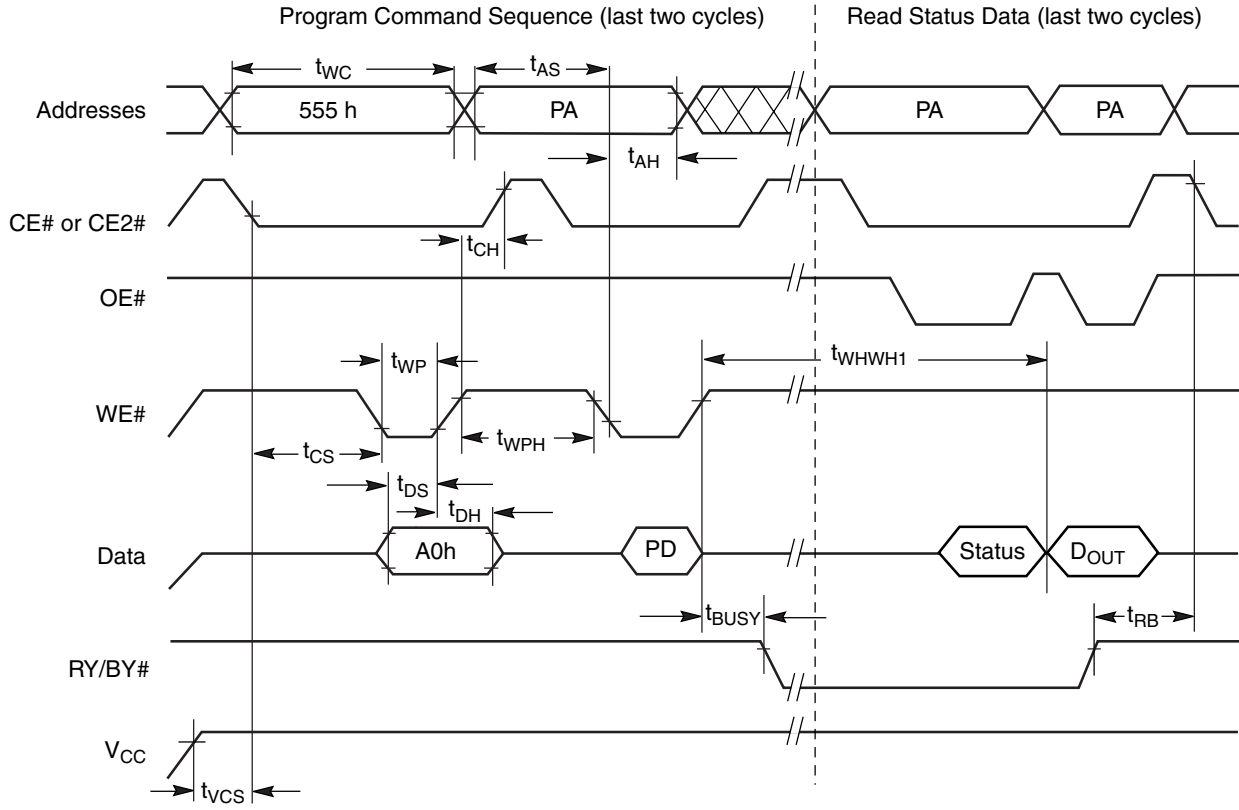 Program Command Sequence (last two cycles)
Read Status Data (last two cycles)
tWC
tAS
Addresses
555 h
PA
PA
PA
tAH
CE# or CE2#
tCH
OE#
tWP
tWHWH1
WE#
tCS
tWPH
tDS
tDH
Data
A0h
PD
Status
DOUT
tBUSY
tRB
RY/BY#
VCC
tVCS